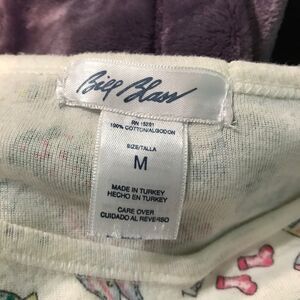 Bill Blass
RN 15281
100% COTTON/ALGODON
SIZE/TALLA
M
MADE IN TURKEY
HECHO EN TURKEY
CARE OVER
CUIDADO AL REVERSO